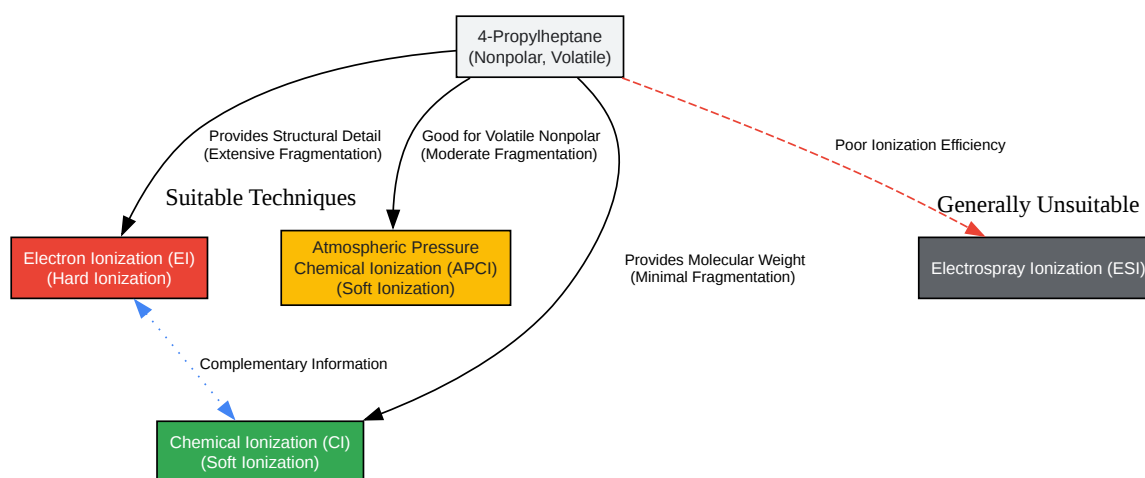 4-Propylheptane
(Nonpolar, Volatile)
Provides Structural Detail
(Extensive Fragmentation)
Good for Volatile Nonpolar
(Moderate Fragmentation)
Poor Ionization Efficiency
Suitable Techniques
Generally Unsuitable
Electron Ionization (EI)
(Hard Ionization)
Atmospheric Pressure
Chemical Ionization (APCI)
(Soft Ionization)
Provides Molecular Weight
(Minimal Fragmentation)
Electrospray Ionization (ESI)
Complementary Information
Chemical Ionization (CI)
(Soft Ionization)